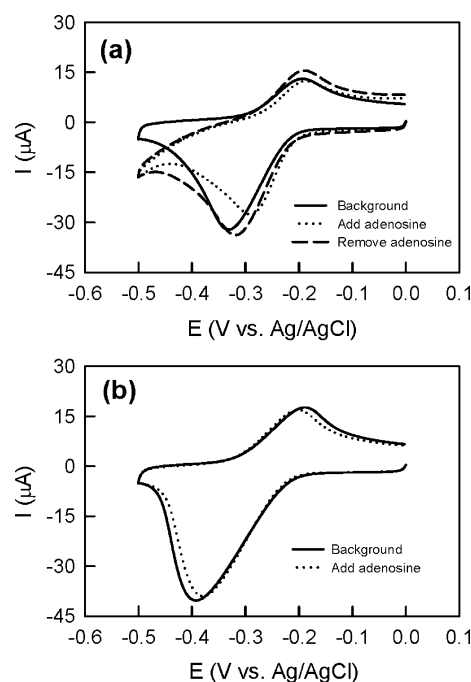 30
(a)
15
0
I (μA)
-15
-30
-45
Background
Add adenosine
Remove adenosine
-0.6 -0.5 -0.4 -0.3 -0.2 -0.1 0.0 0.1
E (V vs. Ag/AgCl)
30
(b)
15
0
I (μA)
-15
-30
-45
Background
Add adenosine
-0.6 -0.5 -0.4 -0.3 -0.2 -0.1 0.0 0.1
E (V vs. Ag/AgCl)